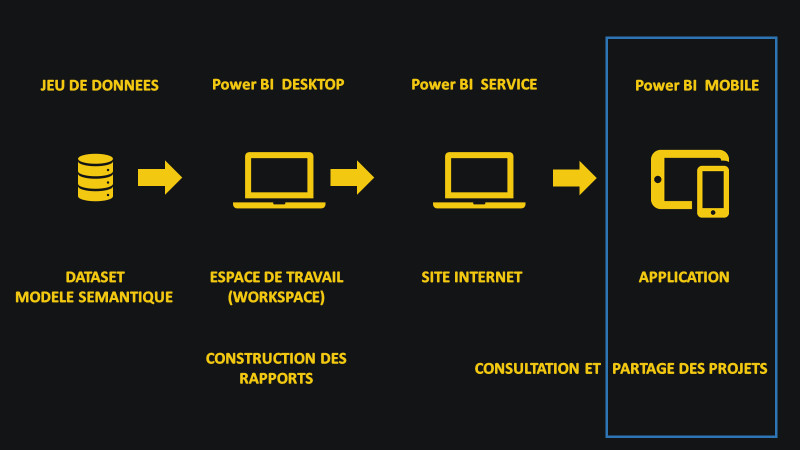 JEU DE DONNEES
Power BI DESKTOP
Power BI SERVICE
Power BI MOBILE
DATASET
MODELE SEMANTIQUE
ESPACE DE TRAVAIL
(WORKSPACE)
SITE INTERNET
APPLICATION
CONSTRUCTION DES
RAPPORTS
CONSULTATION ET PARTAGE DES PROJETS